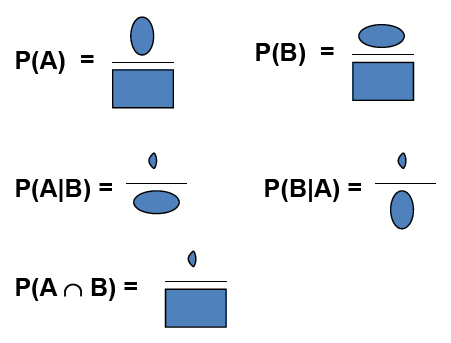 P(A) =
P(B) =
P(A|B) =
P(B|A) =
P(A ∩ B) =